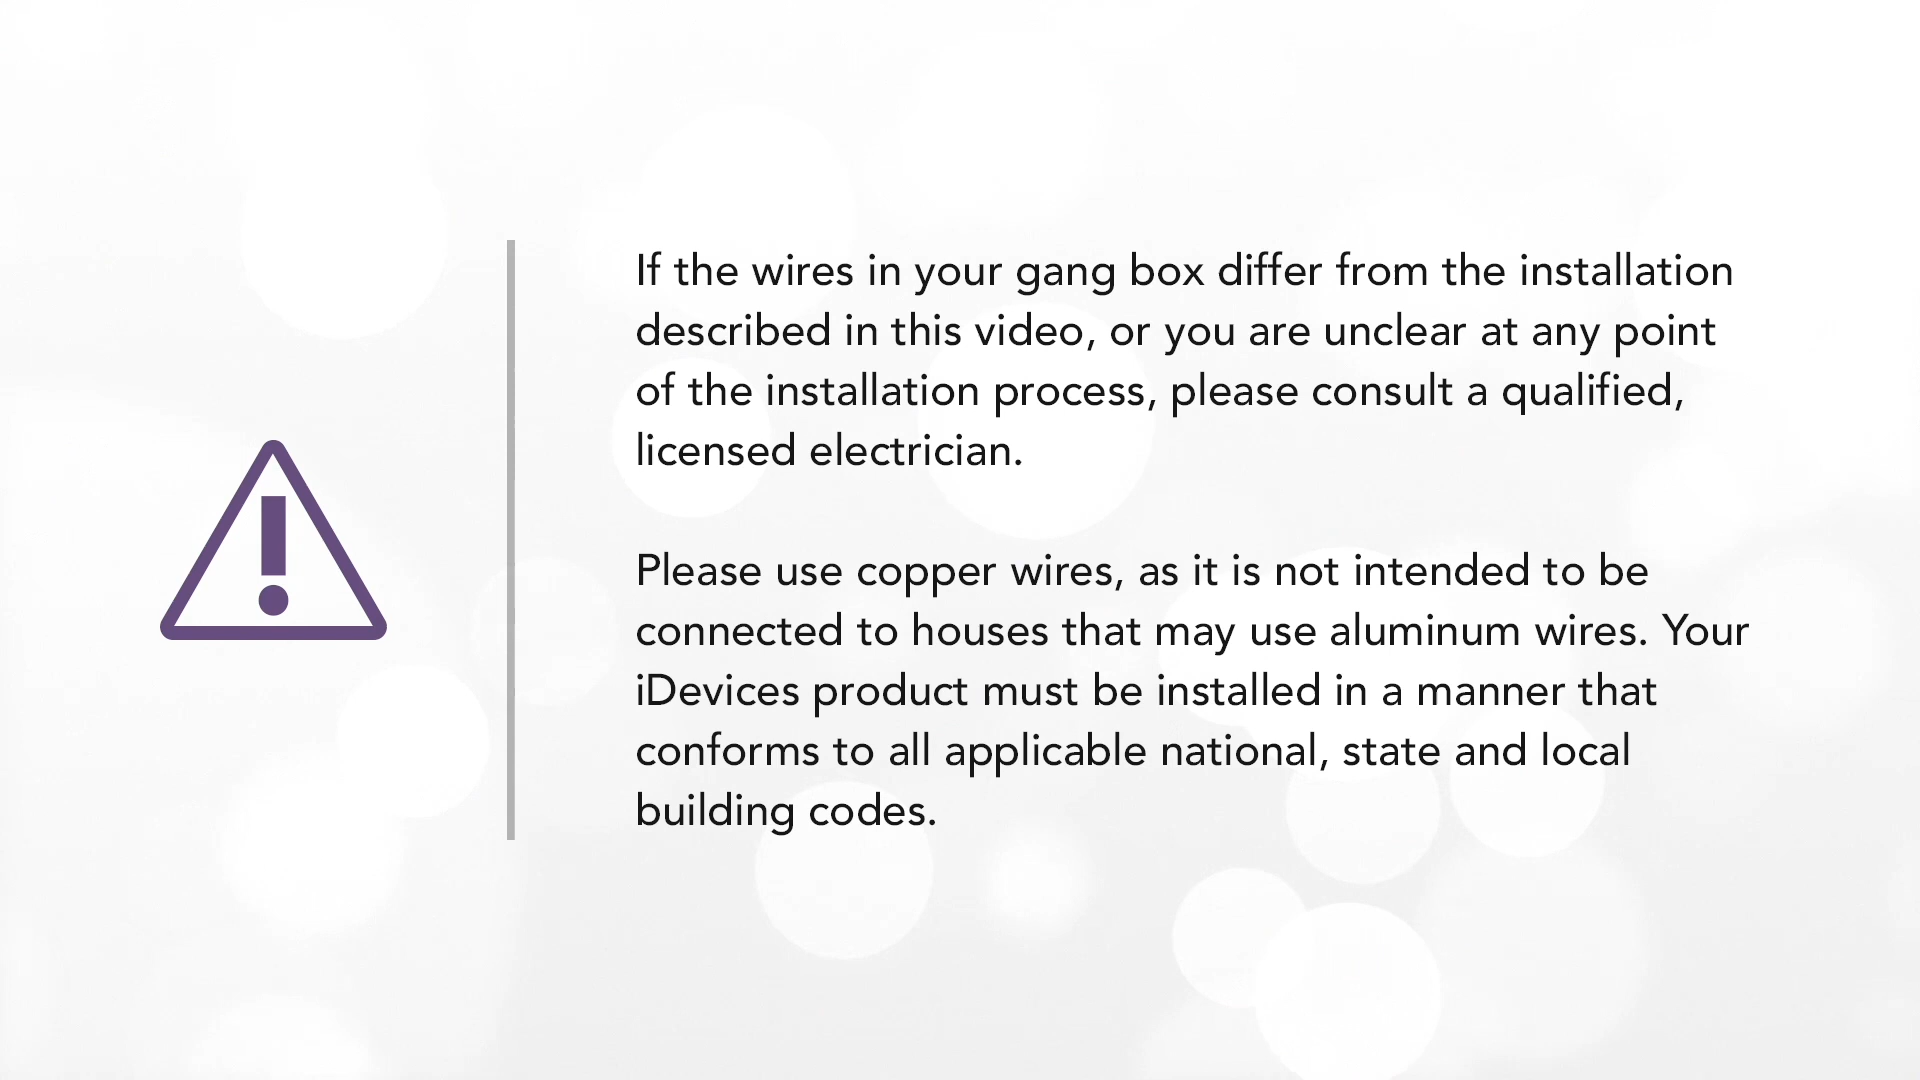 If the wires in your gang box differ from the installation
described in this video, or you are unclear at any point
of the installation process, please consult a qualified,
licensed electrician.
Please use copper wires, as it is not intended to be
connected to houses that may use aluminum wires. Your
iDevices product must be installed in a manner that
conforms to all applicable national, state and local
building codes.